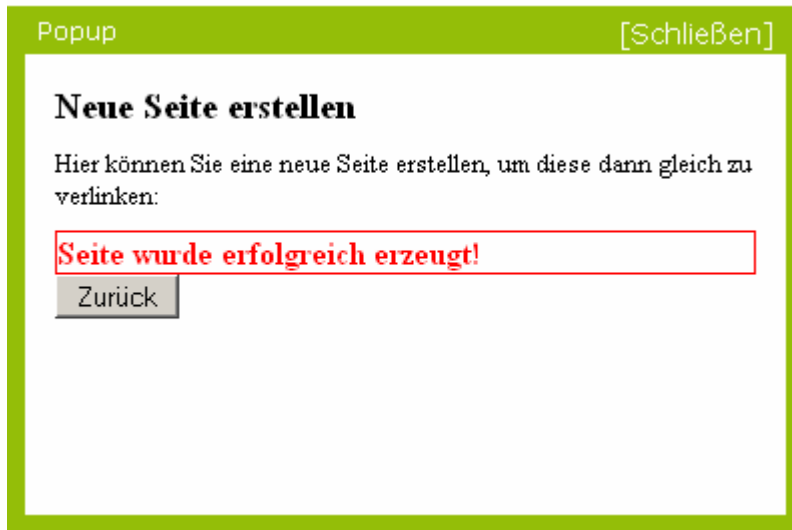 Popup [Schließen]
Neue Seite erstellen
Hier können Sie eine neue Seite erstellen, um diese dann gleich zu
verlinken:
Seite wurde erfolgreich erzeugt!
Zurück